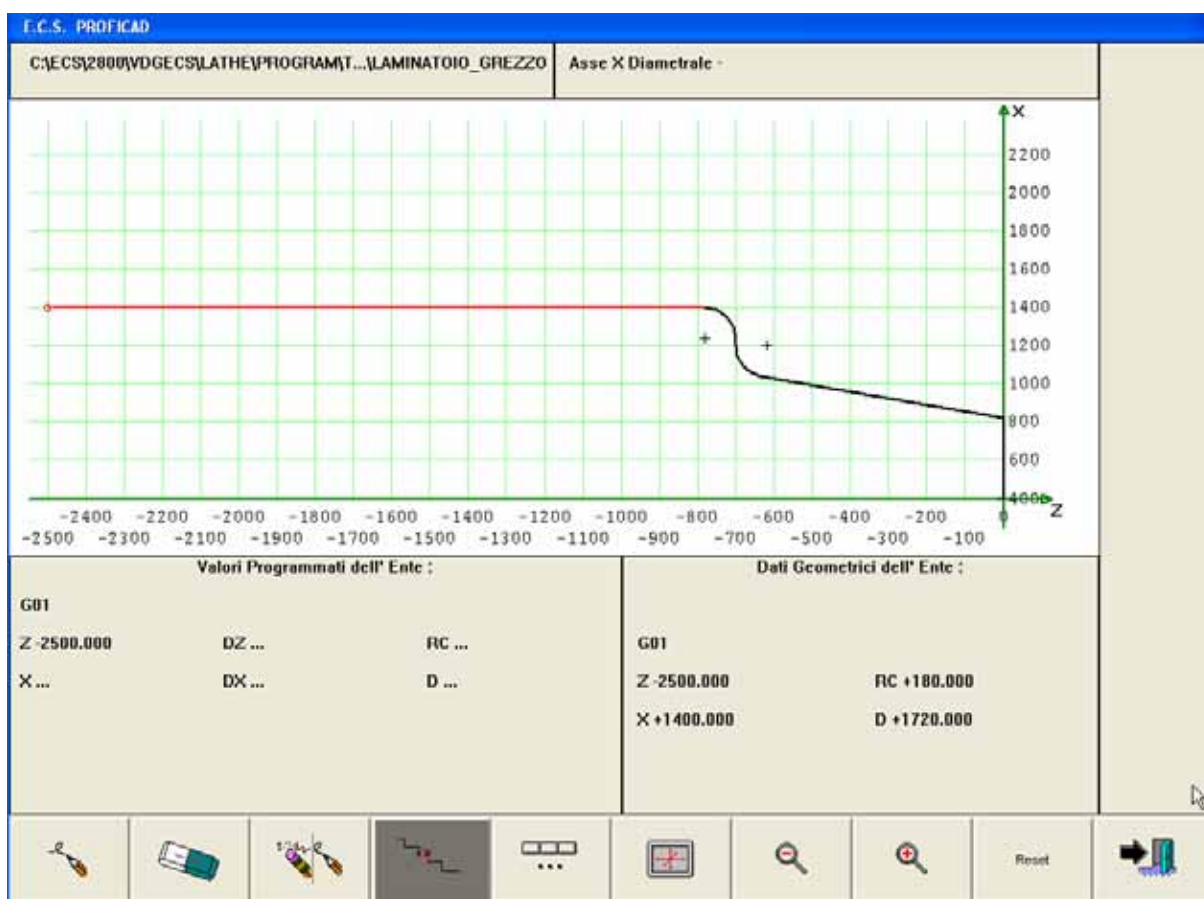 E.C.S. PROFICAD
C:\ECS\2800\VDGECS\LATHE\PROGRAM\T...\LAMINATOIO_GREZZO
Asse X Diametrale -
X
2200
2000
1800
1600
1400
1200
1000
800
600
400
Z
-2400 -2200 -2000 -1800 -1600 -1400 -1200 -1000 -800 -600 -400 -200 0
-2500 -2300 -2100 -1900 -1700 -1500 -1300 -1100 -900 -700 -500 -300 -100
Valori Programmati dell' Ente :
G01
Z -2500.000 DZ ... RC ...
X ... DX ... D ...
Dati Geometrici dell' Ente :
G01
Z -2500.000 RC +180.000
X +1400.000 D +1720.000
Reset